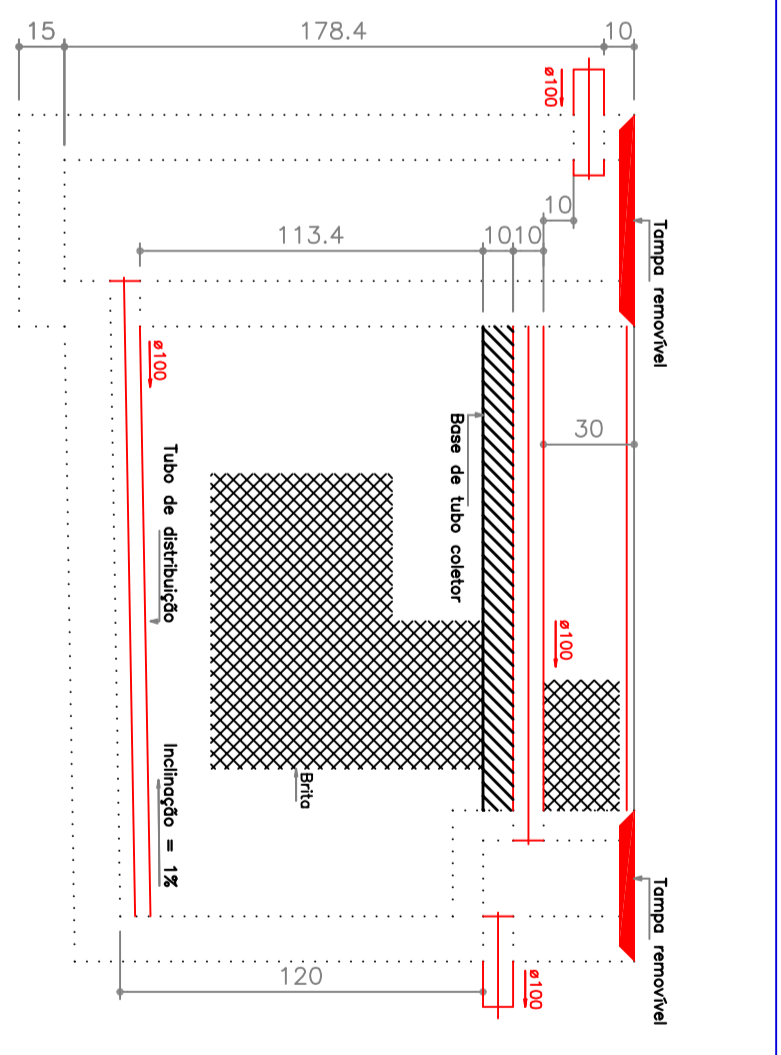 15
178.4
10
ø100
10
Tampa removível
113.4
10
10
ø100
Base de tubo coletor
30
Tubo de distribuição
ø100
Inclinação = 1%
Brita
Tampa removível
120
ø100